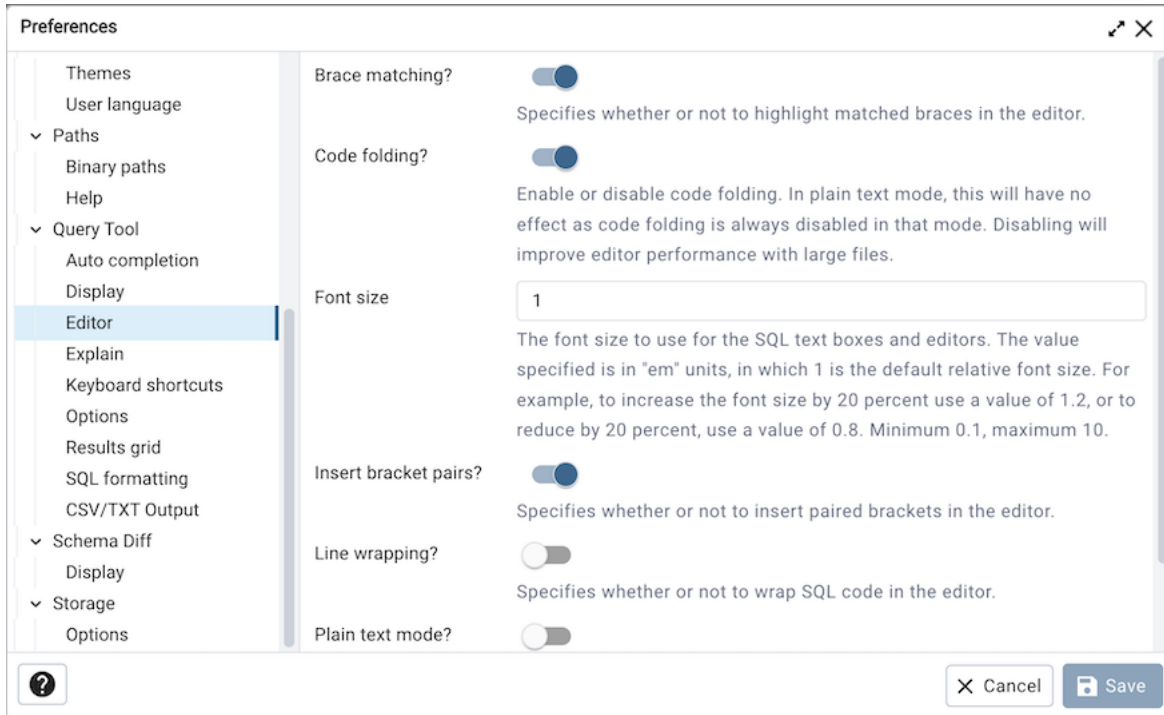 Preferences
Themes
User language
Paths
Binary paths
Help
Query Tool
Auto completion
Display
Editor
Explain
Keyboard shortcuts
Options
Results grid
SQL formatting
CSV/TXT Output
Schema Diff
Display
Storage
Options
Brace matching?
Specifies whether or not to highlight matched braces in the editor.
Code folding?
Enable or disable code folding. In plain text mode, this will have
no effect as code folding is always disabled in that mode. Disabling will
improve editor performance with large files.
Font size
1
The font size to use for the SQL text boxes and editors. The value
specified is in "em" units, in which 1 is the default relative font size. For
example, to increase the font size by 20 percent use a value of 1.2, or to
reduce by 20 percent, use a value of 0.8. Minimum 0.1, maximum 10.
Insert bracket pairs?
Specifies whether or not to insert paired brackets in the editor.
Line wrapping?
Specifies whether or not to wrap SQL code in the editor.
Plain text mode?
?
Cancel
Save